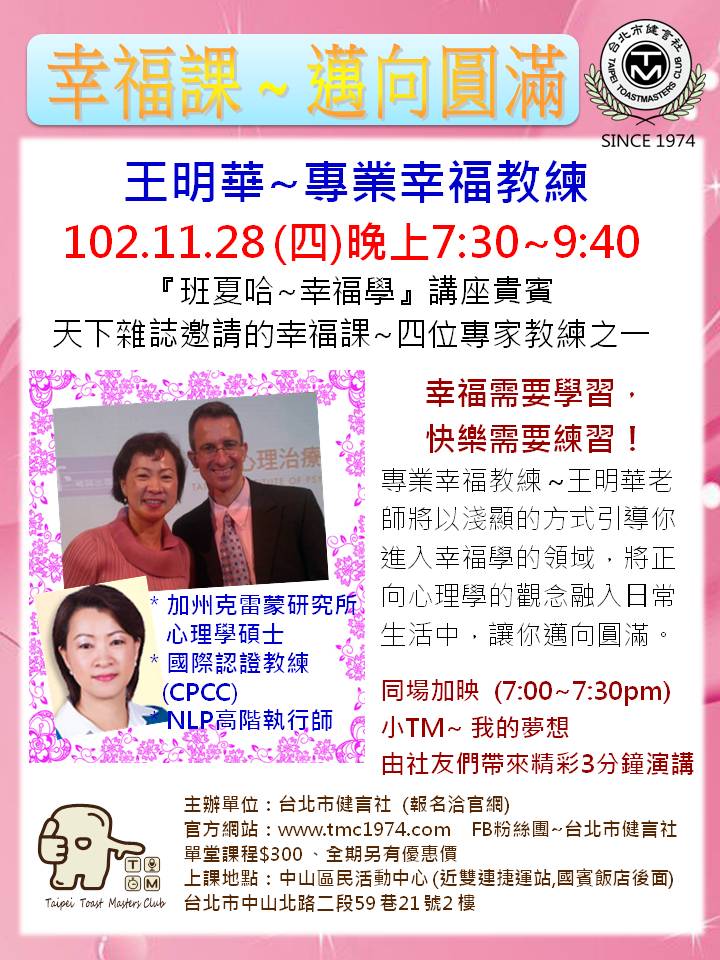 幸福課～邁向圓滿
台北市健言社
TM
TAIPEI TOASTMASTERS CLUB
SINCE 1974
王明華~專業幸福教練
102.11.28 (四)晚上7:30~9:40
『班夏哈~幸福學』講座貴賓
天下雜誌邀請的幸福課~四位專家教練之一
幸福需要學習，
快樂需要練習！
專業幸福教練～王明華老
師將以淺顯的方式引導你
進入幸福學的領域，將正
向心理學的觀念融入日常
生活中，讓你邁向圓滿。
心理治療
* 加州克雷蒙研究所
心理學碩士
* 國際認證教練
(CPCC)
NLP高階執行師
同場加映 (7:00~7:30pm)
小TM~ 我的夢想
由社友們帶來精彩3分鐘演講
主辦單位：台北市健言社 (報名洽官網)
官方網站：www.tmc1974.com FB粉絲團~台北市健言社
單堂課程$300 、全期另有優惠價
上課地點：中山區民活動中心 (近雙連捷運站,國賓飯店後面)
台北市中山北路二段59 巷21 號2 樓
T
M
Taipei Toast Masters Club